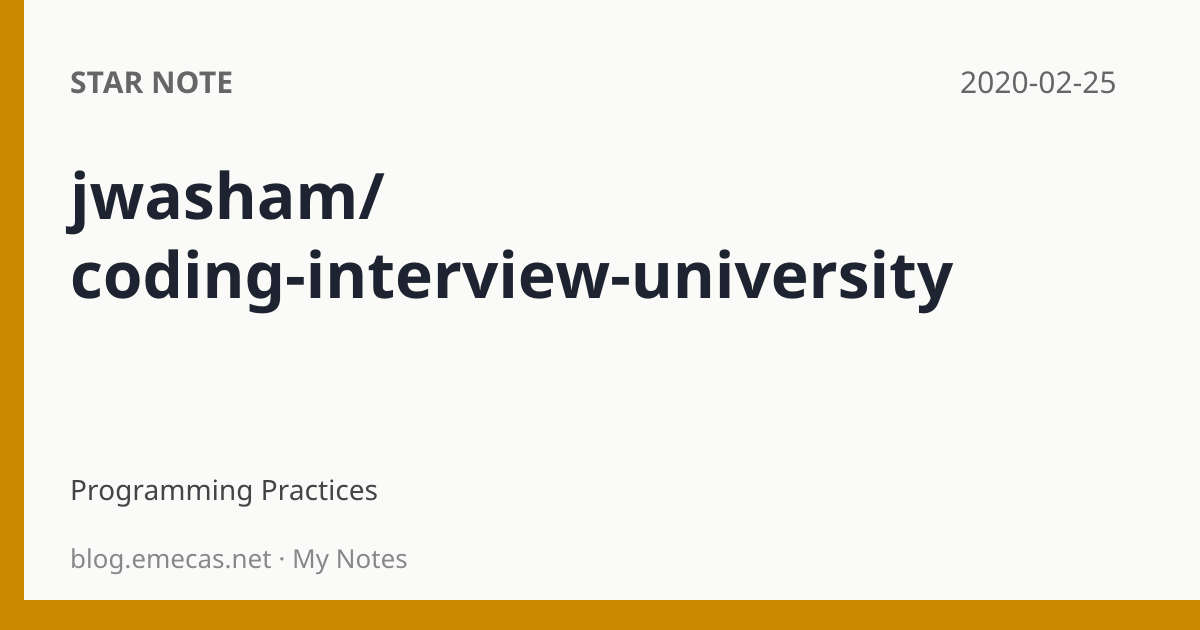 STAR NOTE
2020-02-25
jwasham/
coding-interview-university
Programming Practices
blog.emecas.net · My Notes